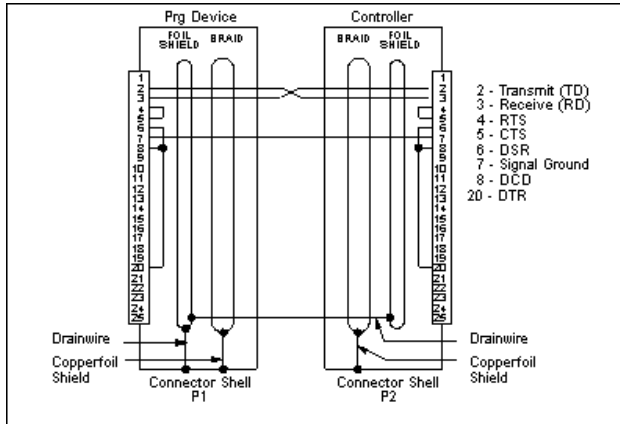 Prg Device
Controller
FOIL
SHIELD
BRAID
BRAID
FOIL
SHIELD
1
2
3
4
5
6
7
8
9
10
11
12
13
14
15
16
17
18
19
20
21
22
23
24
25
1
2
3
4
5
6
7
8
9
10
11
12
13
14
15
16
17
18
19
20
21
22
23
24
25
2 - Transmit (TD)
3 - Receive (RD)
4 - RTS
5 - CTS
6 - DSR
7 - Signal Ground
8 - DCD
20 - DTR
Drainwire
Copperfoil
Shield
Drainwire
Copperfoil
Shield
Connector Shell
P1
Connector Shell
P2